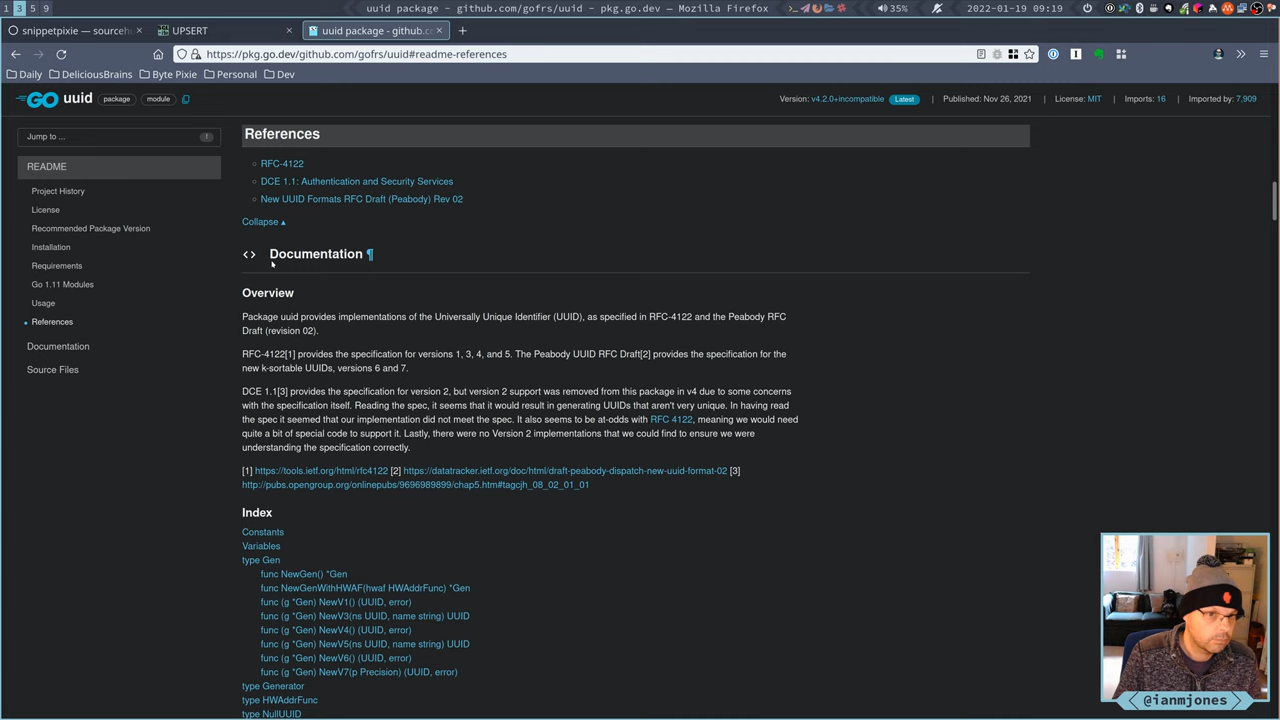 1 3 5 9
uuid package - github.com/gofrs/uuid - pkg.go.dev — Mozilla Firefox
35%
2022-01-19 09:19
snippetpixie — sourceh
UPSERT
uuid package - github.c
https://pkg.go.dev/github.com/gofrs/uuid#readme-references
Daily
DeliciousBrains
Byte Pixie
Personal
Dev
GO
uuid
package
module
Version: v4.2.0+incompatible
Latest
Published: Nov 26, 2021
License: MIT
Imports: 16
Imported by: 7,909
Jump to ...
README
Project History
License
Recommended Package Version
Installation
Requirements
Go 1.11 Modules
Usage
References
Documentation
Source Files
References
RFC-4122
DCE 1.1: Authentication and Security Services
New UUID Formats RFC Draft (Peabody) Rev 02
Collapse ▴
<> Documentation ¶
Overview
Package uuid provides implementations of the Universally Unique Identifier (UUID), as specified in RFC-4122 and the Peabody RFC
Draft (revision 02).
RFC-4122[1] provides the specification for versions 1, 3, 4, and 5. The Peabody UUID RFC Draft[2] provides the specification for the
new k-sortable UUIDs, versions 6 and 7.
DCE 1.1[3] provides the specification for version 2, but version 2 support was removed from this package in v4 due to some concerns
with the specification itself. Reading the spec, it seems that it would result in generating UUIDs that aren't very unique. In having read
the spec it seemed that our implementation did not meet the spec. It also seems to be at-odds with RFC 4122, meaning we would need
quite a bit of special code to support it. Lastly, there were no Version 2 implementations that we could find to ensure we were
understanding the specification correctly.
[1] https://tools.ietf.org/html/rfc4122 [2] https://datatracker.ietf.org/doc/html/draft-peabody-dispatch-new-uuid-format-02 [3]
http://pubs.opengroup.org/onlinepubs/9696989899/chap5.htm#tagcjh_08_02_01_01
Index
Constants
Variables
type Gen
func NewGen() *Gen
func NewGenWithHWAF(hwaf HWAddrFunc) *Gen
func (g *Gen) NewV1() (UUID, error)
func (g *Gen) NewV3(ns UUID, name string) UUID
func (g *Gen) NewV4() (UUID, error)
func (g *Gen) NewV5(ns UUID, name string) UUID
func (g *Gen) NewV6() (UUID, error)
func (g *Gen) NewV7(p Precision) (UUID, error)
type Generator
type HWAddrFunc
type NullUUID
@ianmjones